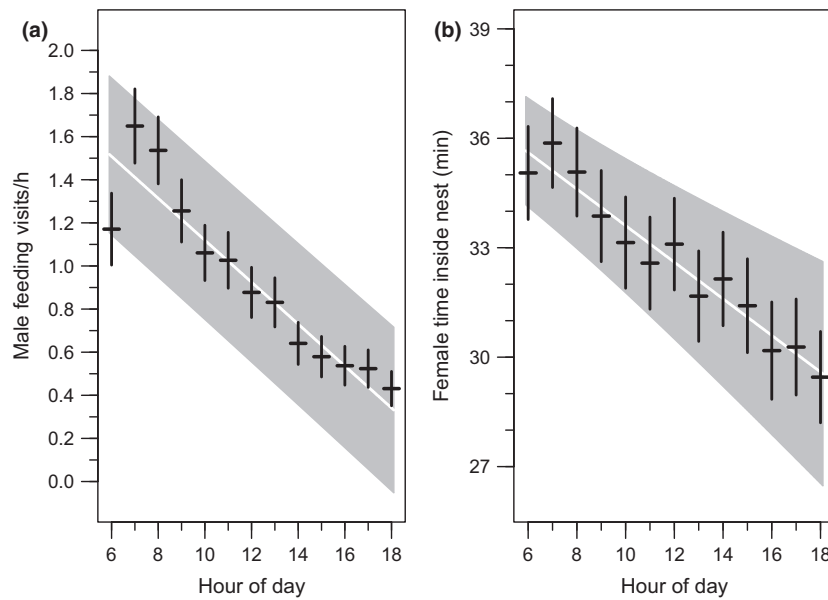 (a)
2.0
1.8
1.6
1.4
1.2
1.0
0.8
0.6
0.4
0.2
0.0
Male feeding visits/h
6 8 10 12 14 16 18
Hour of day
(b)
39
36
33
30
27
Female time inside nest (min)
6 8 10 12 14 16 18
Hour of day